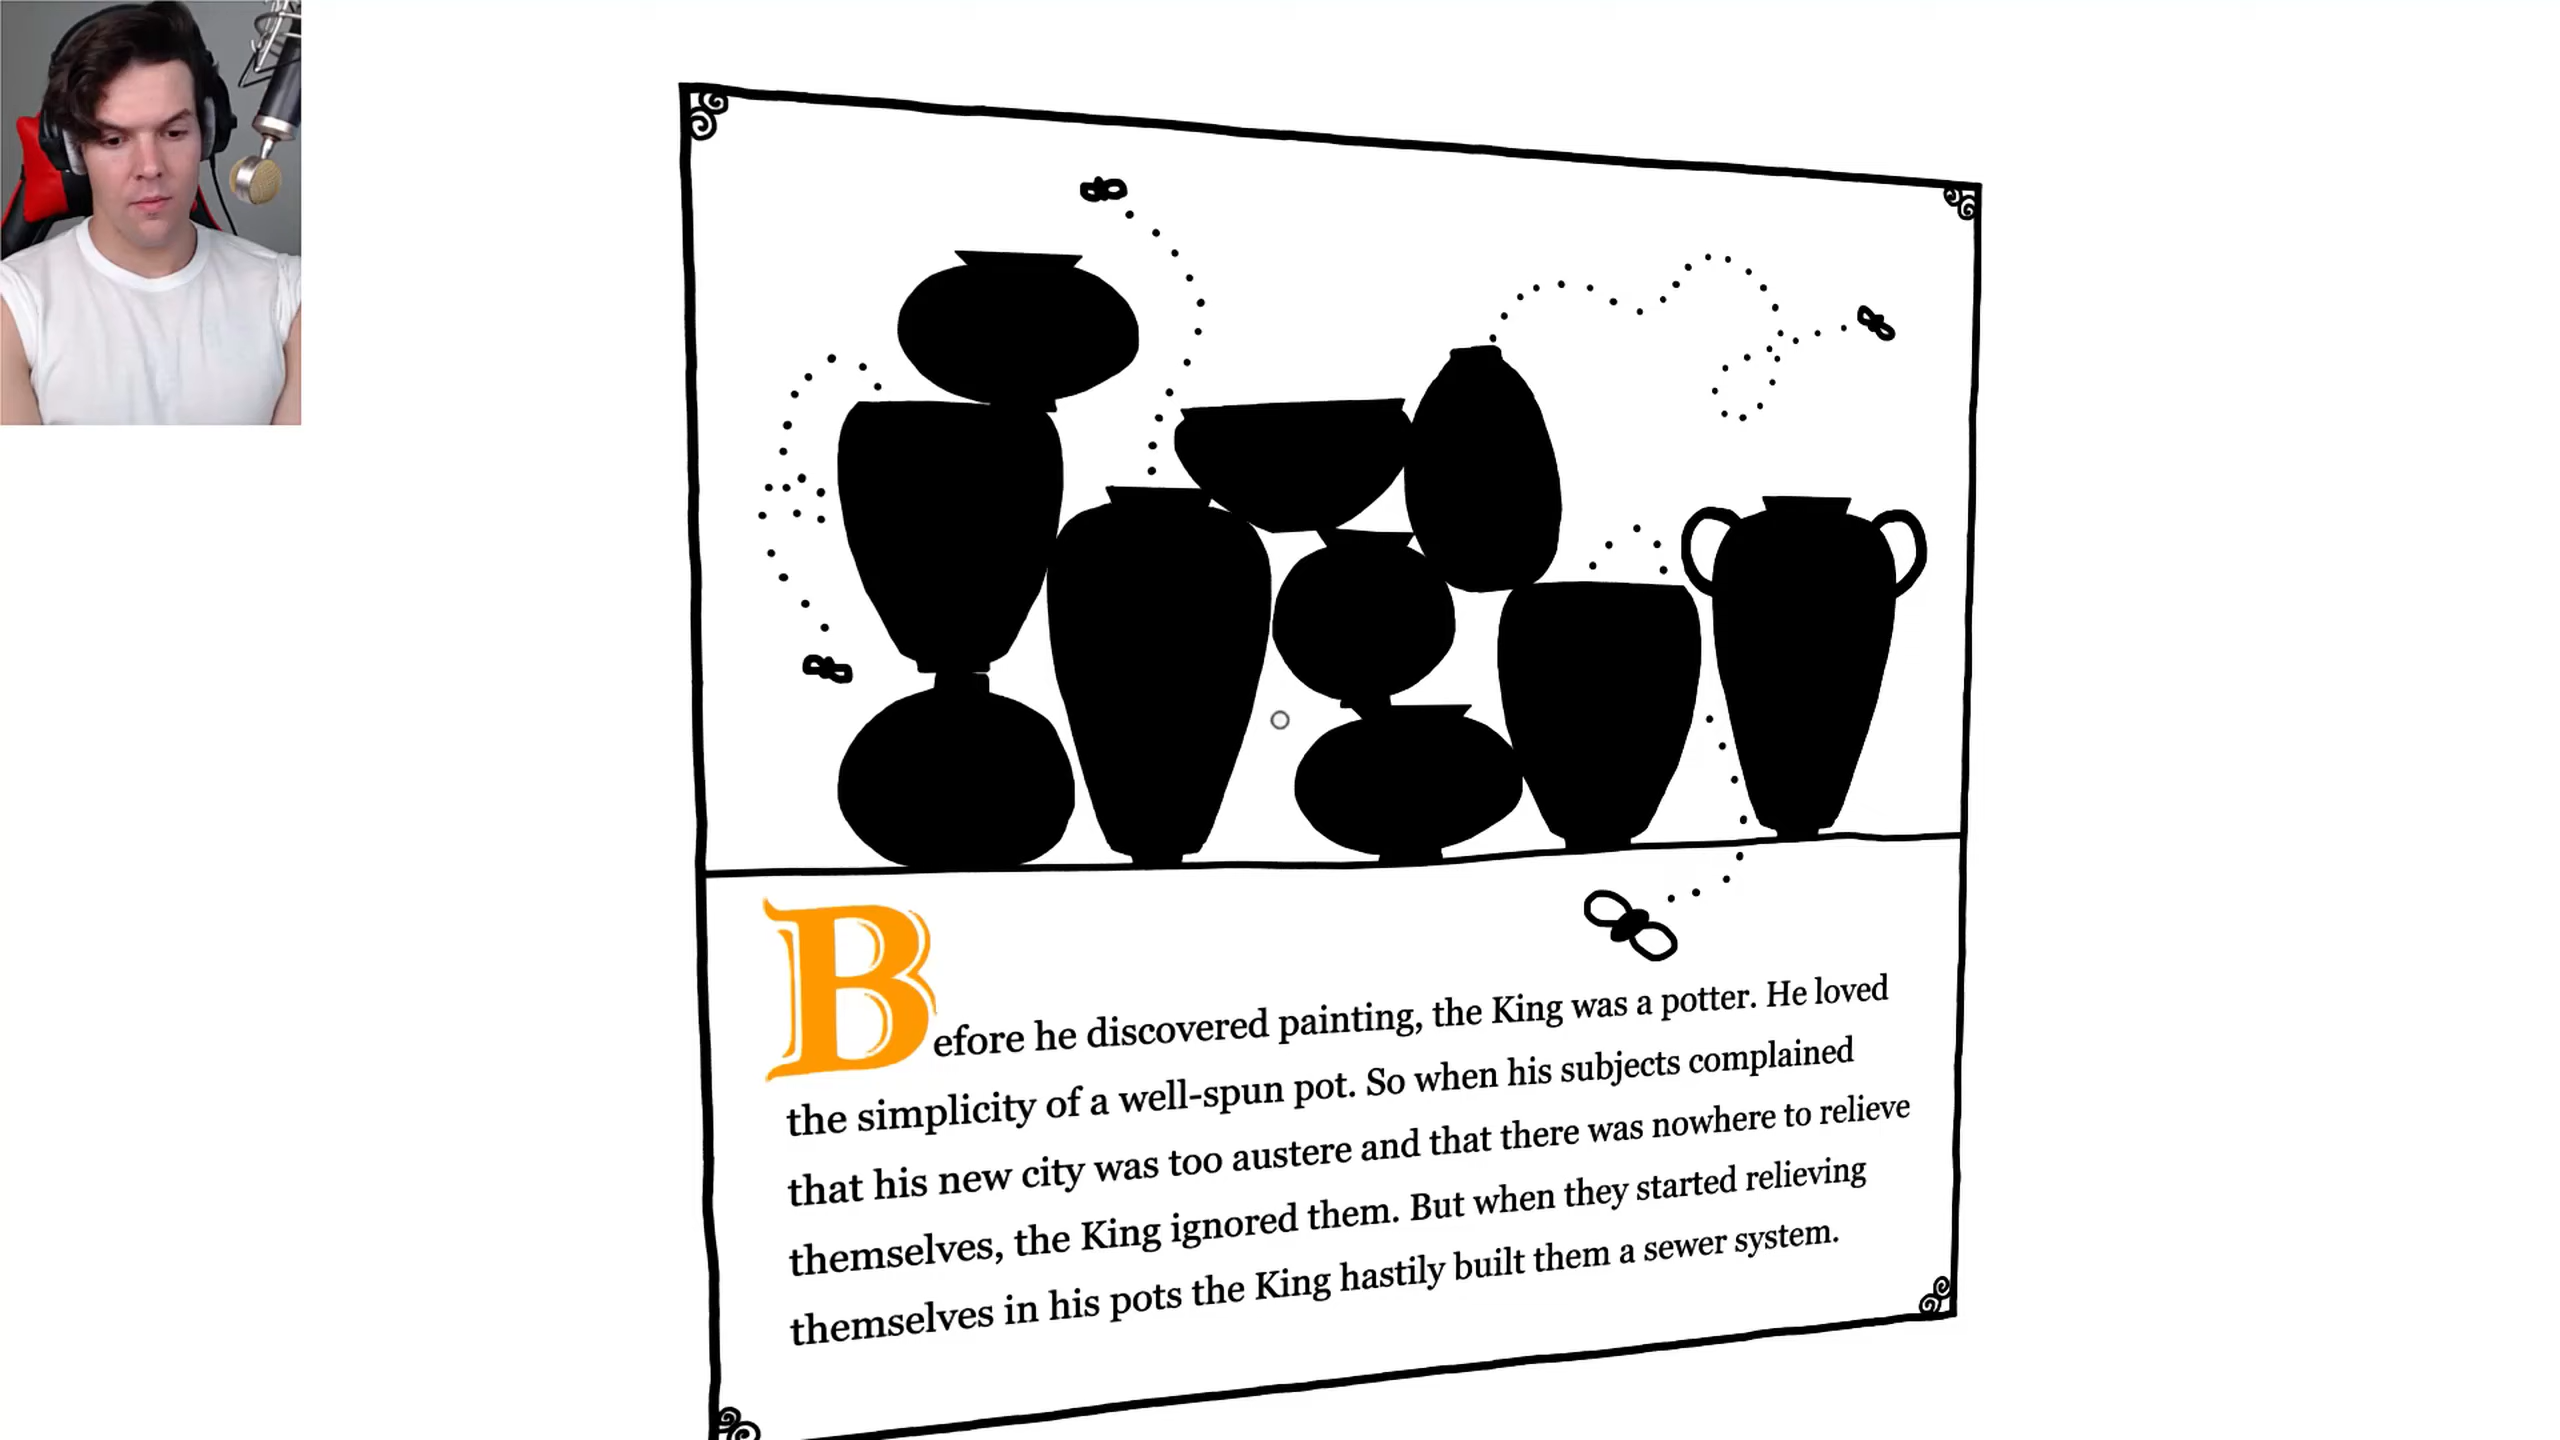 Before he discovered painting, the King was a potter. He loved
the simplicity of a well-spun pot. So when his subjects complained
that his new city was too austere and that there was nowhere to relieve
themselves, the King ignored them. But when they started relieving
themselves in his pots the King hastily built them a sewer system.